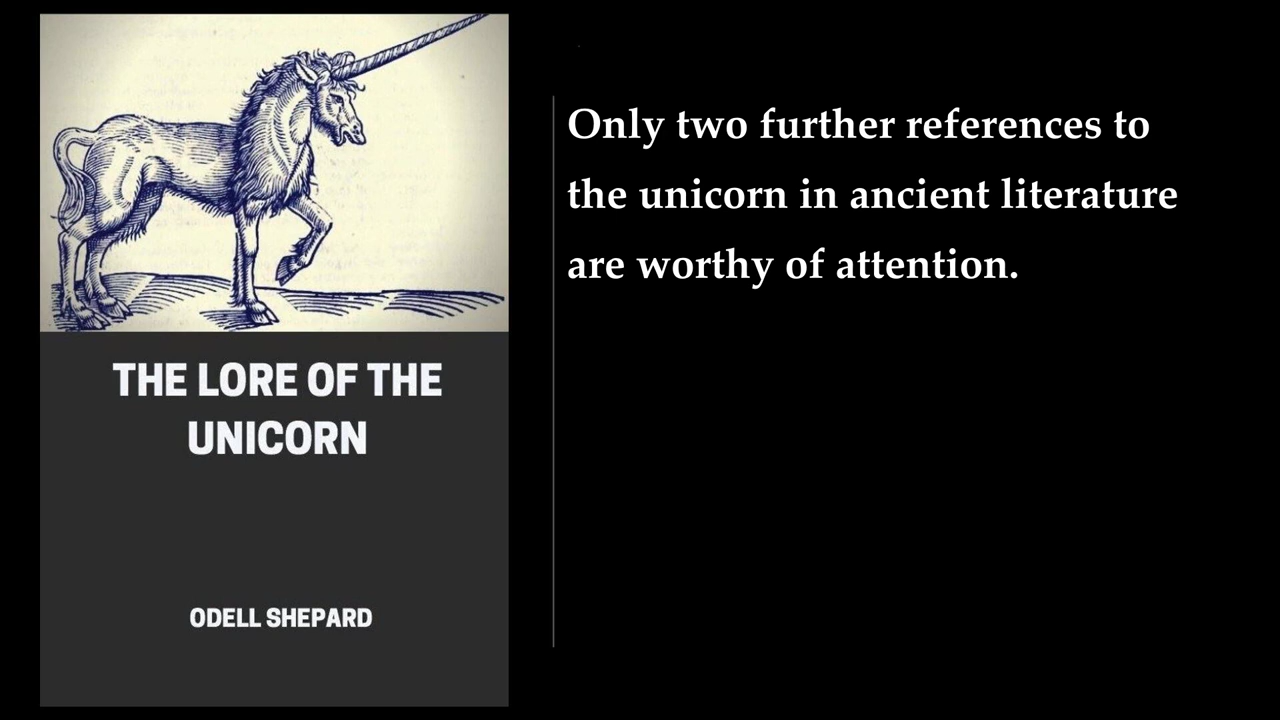 THE LORE OF THE
UNICORN
ODELL SHEPARD
Only two further references to
the unicorn in ancient literature
are worthy of attention.